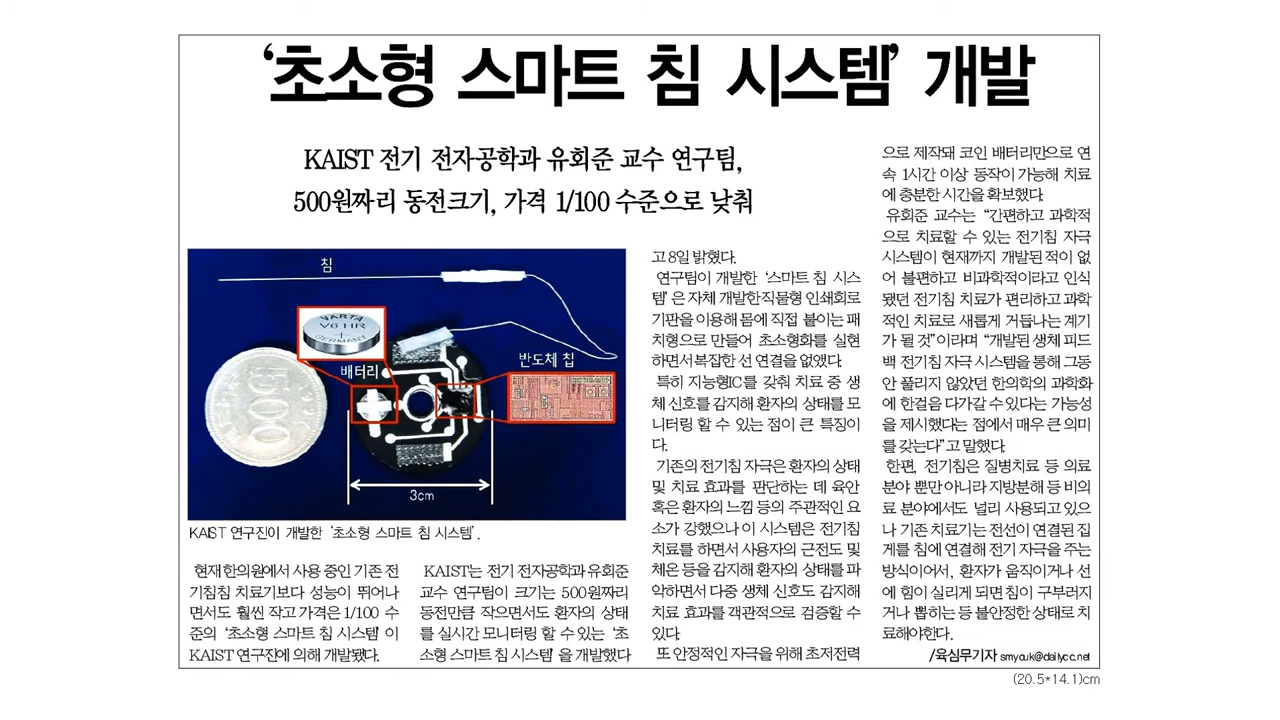 ‘초소형 스마트 침 시스템’ 개발
KAIST 전기 전자공학과 유회준 교수 연구팀,
500원짜리 동전크기, 가격 1/100 수준으로 낮춰
침
VARTA
V6 HR
GERMANY
배터리
반도체 칩
500
3cm
KAIST 연구진이 개발한 ‘초소형 스마트 침 시스템’.
현재 한의원에서 사용 중인 기존 전
기침침 치료기보다 성능이 뛰어나
면서도 훨씬 작고 가격은 1/100 수
준의 ‘초소형 스마트 침 시스템’ 이
KAIST 연구진에 의해 개발됐다.
KAIST는 전기 전자공학과 유회준
교수 연구팀이 크기는 500원짜리
동전만큼 작으면서도 환자의 상태
를 실시간 모니터링 할 수 있는 ‘초
소형 스마트 침 시스템’ 을 개발했다
고 8일 밝혔다.
연구팀이 개발한 ‘스마트 침 시스
템’ 은 자체 개발한 직물형 인쇄회로
기판을 이용해 몸에 직접 붙이는 패
치형으로 만들어 초소형화를 실현
하면서 복잡한 선 연결을 없앴다.
특히 지능형IC를 갖춰 치료 중 생
체 신호를 감지해 환자의 상태를 모
니터링 할 수 있는 점이 큰 특징이
다.
기존의 전기침 자극은 환자의 상태
및 치료 효과를 판단하는 데 육안
혹은 환자의 느낌 등의 주관적인 요
소가 강했으나 이 시스템은 전기침
치료를 하면서 사용자의 근전도 및
체온 등을 감지해 환자의 상태를 파
악하면서 다중 생체 신호도 감지해
치료 효과를 객관적으로 검증할 수
있다.
또 안정적인 자극을 위해 초저전력
으로 제작돼 코인 배터리만으로 연
속 1시간 이상 동작이 가능해 치료
에 충분한 시간을 확보했다.
유회준 교수는 “간편하고 과학적
으로 치료할 수 있는 전기침 자극
시스템이 현재까지 개발된 적이 없
어 불편하고 비과학적이라고 인식
됐던 전기침 치료가 편리하고 과학
적인 치료로 새롭게 거듭나는 계기
가 될 것”이라며 “개발된 생체 피드
백 전기침 자극 시스템을 통해 그동
안 풀리지 않았던 한의학의 과학화
에 한걸음 다가갈 수 있다는 가능성
을 제시했다는 점에서 매우 큰 의미
를 갖는다”고 말했다.
한편, 전기침은 질병치료 등 의료
분야 뿐만 아니라 지방분해 등 비의
료 분야에서도 널리 사용되고 있으
나 기존 치료기는 전선이 연결된 집
게를 침에 연결해 전기 자극을 주는
방식이어서, 환자가 움직이거나 선
에 힘이 실리게 되면 침이 구부러지
거나 뽑히는 등 불안정한 상태로 치
료해야한다.
/육심무기자 smyouk@dailycc.net
(20.5*14.1)cm